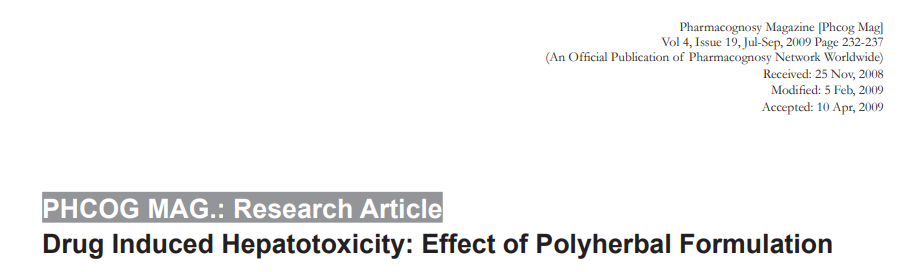 Pharmacognosy Magazine [Phcog Mag]
Vol 4, Issue 19, Jul-Sep, 2009 Page 232-237
(An Official Publication of Pharmacognosy Network Worldwide)
Received: 25 Nov, 2008
Modified: 5 Feb, 2009
Accepted: 10 Apr, 2009
PHCOG MAG.: Research Article
Drug Induced Hepatotoxicity: Effect of Polyherbal Formulation